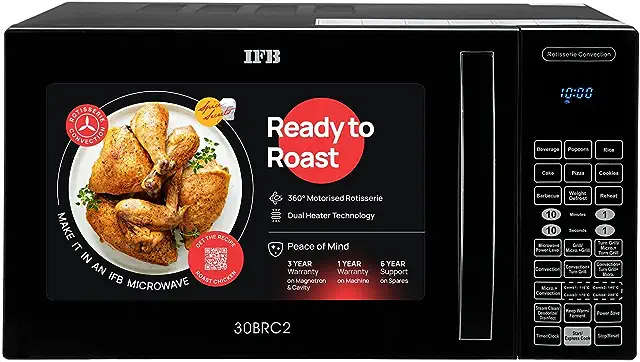 IFB
Rotisserie Convection
10:00
ROTISSERIE CONVECTION
Special Secrets
Ready to
Roast
360° Motorised Rotisserie
Dual Heater Technology
Peace of Mind
3 YEAR
Warranty
on Magnetron
& Cavity
1 YEAR
Warranty
on Machine
6 YEAR
Support
on Spares
MAKE IT IN AN IFB MICROWAVE
GET THE RECIPE
ROAST CHICKEN
30BRC2
Beverage Popcorn Rice
Cake Pizza Cookies
Barbecue Weight Defrost Reheat
10 Minutes 1
10 Seconds 1
Microwave Power Level
Grill/ Micro.+Grill
Turn Grill/ Micro.+ Turn Grill
Convection
Convection+ Turn Grill
Convection+ Turn Grill+ Micro.
Micro.+ Convection
Steam Clean/ Deodorize/ Disinfect
Keep Warm/ Ferment
Power Save
Timer/Clock
Start/ Express Cook
Stop/Reset